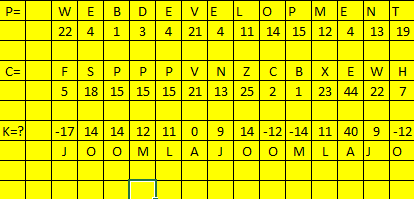 P= W E B D E V E L O P M E N T
22 4 1 3 4 21 4 11 14 15 12 4 13 19
C= F S P P P V N Z C B X E W H
5 18 15 15 15 21 13 25 2 1 23 44 22 7
K=? -17 14 14 12 11 0 9 14 -12 -14 11 40 9 -12
J O O M L A J O O M L A J O